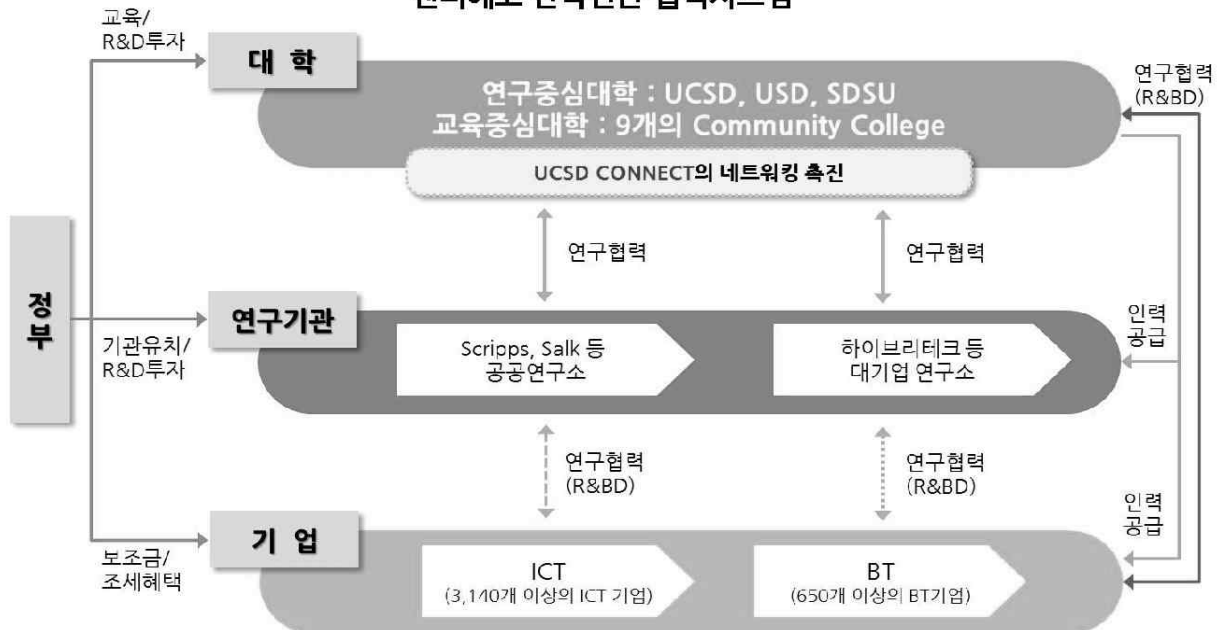 교육/
R&D투자
대 학
연구중심대학 : UCSD, USD, SDSU
교육중심대학 : 9개의 Community College
연구협력
(R&BD)
UCSD CONNECT의 네트워킹 촉진
연구협력
연구협력
정부
연구기관
기관유치/
R&D투자
Scripps, Salk 등
공공연구소
하이브리테크 등
대기업 연구소
인력
공급
연구협력
(R&BD)
연구협력
(R&BD)
인력
공급
기 업
보조금/
조세혜택
ICT
(3,140개 이상의 ICT 기업)
BT
(650개 이상의 BT기업)